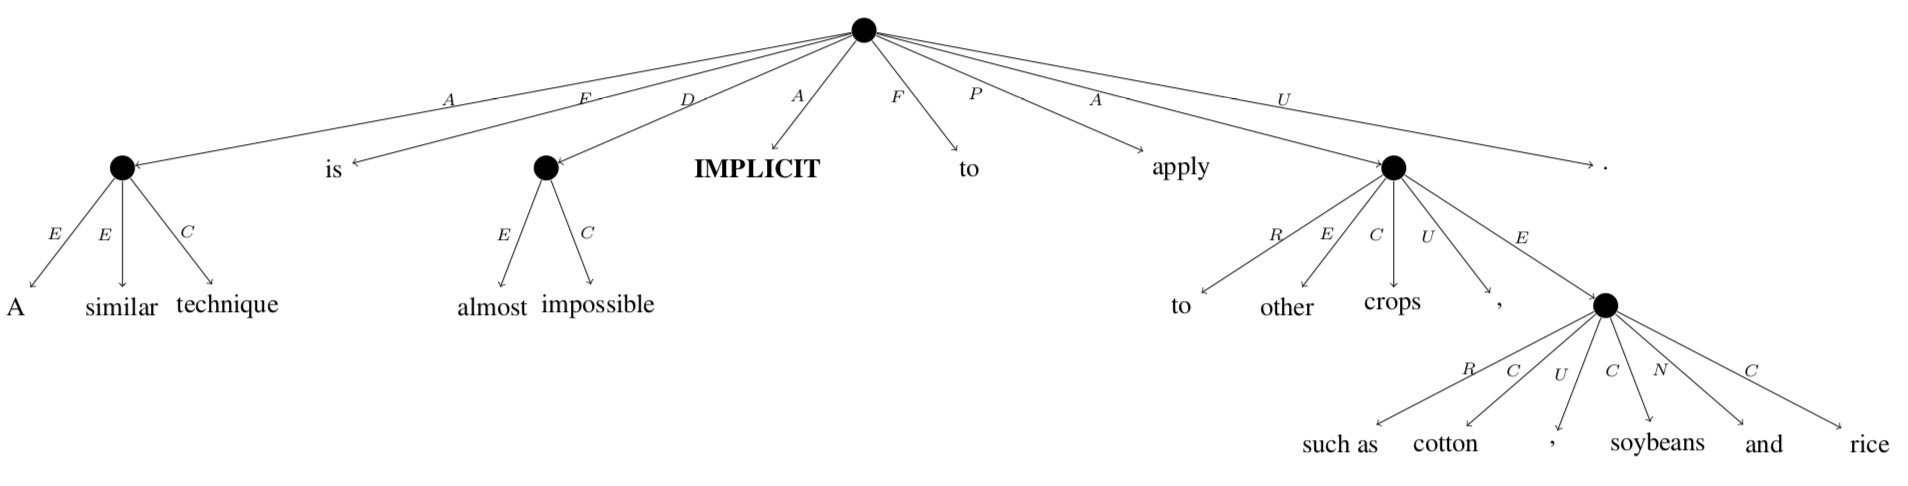 A F D A F P A U
is IMPLICIT to apply .
E E C E C R E C U E
A similar technique almost impossible to other crops ,
R C U C N C
such as cotton , soybeans and rice